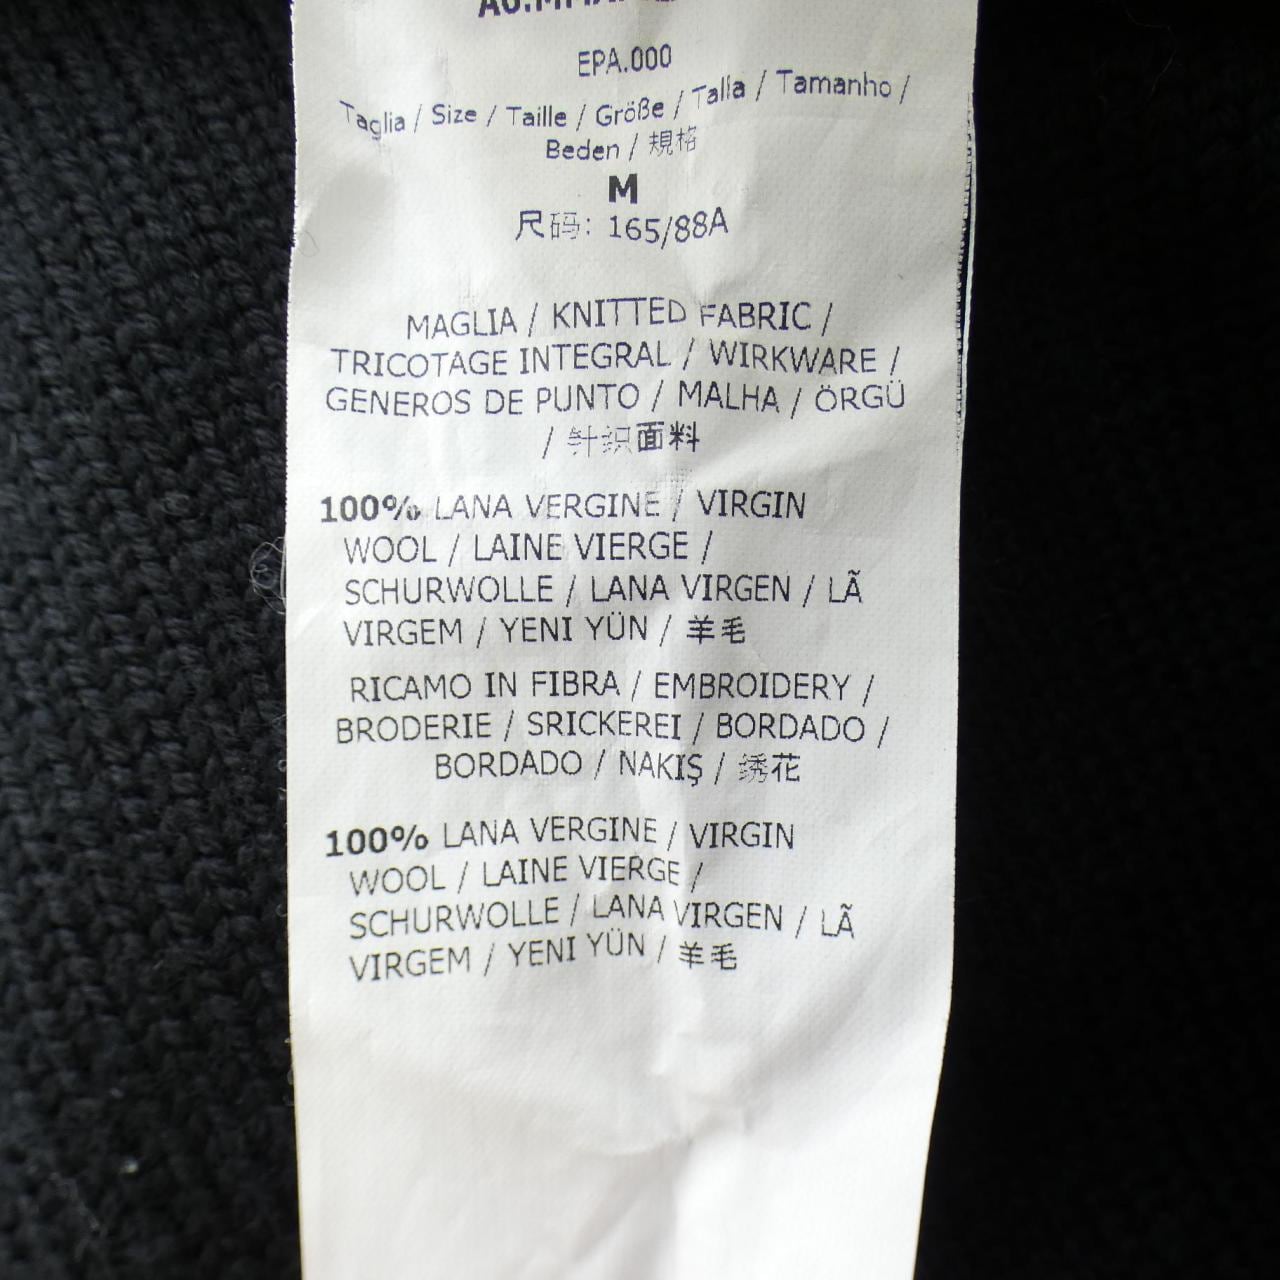 EPA.000
Taglia / Size / Taille / Größe / Talla / Tamanho /
Beden / 規格
M
尺码: 165/88A
MAGLIA / KNITTED FABRIC /
TRICOTAGE INTEGRAL / WIRKWARE /
GENEROS DE PUNTO / MALHA / ÖRGÜ
/ 针织面料
100% LANA VERGINE / VIRGIN
WOOL / LAINE VIERGE /
SCHURWOLLE / LANA VIRGEN / LÃ
VIRGEM / YENI YÜN / 羊毛
RICAMO IN FIBRA / EMBROIDERY /
BRODERIE / SRICKEREI / BORDADO /
BORDADO / NAKIŞ / 绣花
100% LANA VERGINE / VIRGIN
WOOL / LAINE VIERGE /
SCHURWOLLE / LANA VIRGEN / LÃ
VIRGEM / YENI YÜN / 羊毛